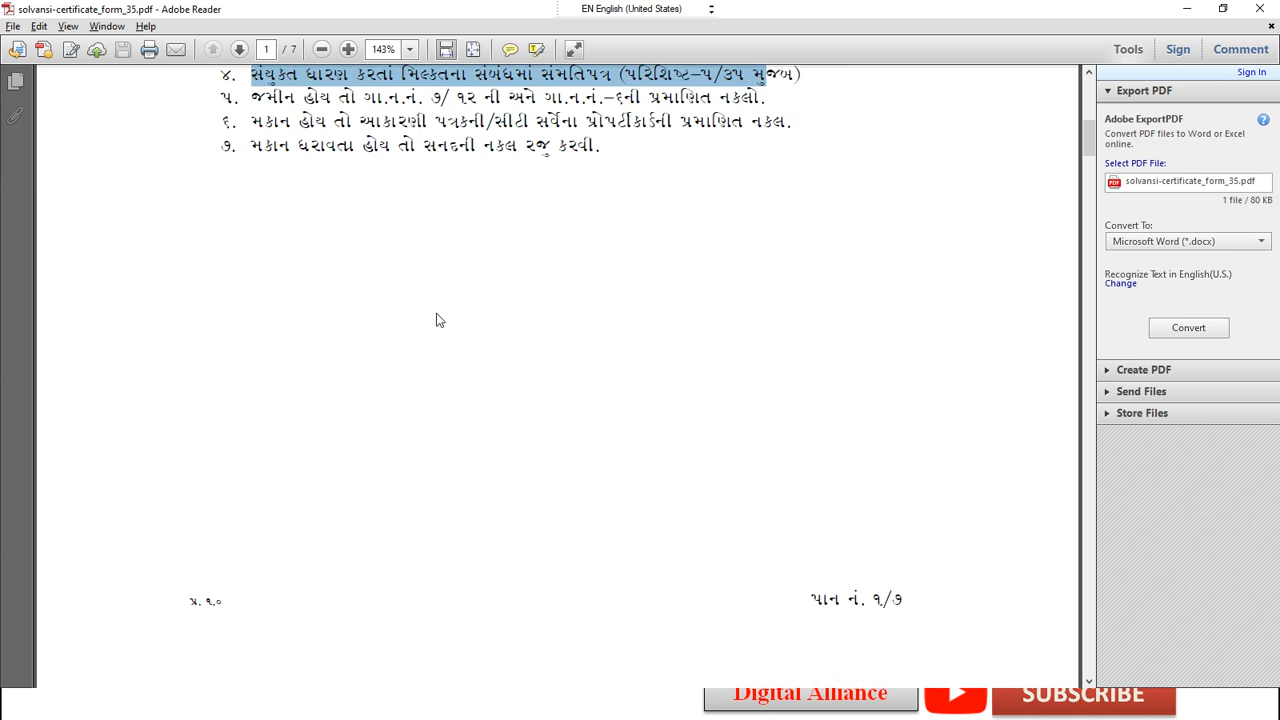 solvansi-certificate_form_35.pdf - Adobe Reader
EN English (United States)
File Edit View Window Help
1 / 7 143%
Tools Sign Comment
૪. સંયુક્ત ધારણ કરતાં મિલ્કતના સંબંધમાં સંમતિપત્ર (પરિશિષ્ટ-૫/૩૫ મુજબ)
૫. જમીન હોય તો ગા.ન.નં. ૭/ ૧૨ ની અને ગા.ન.નં.-૬ની પ્રમાણિત નકલો.
૬. મકાન હોય તો આકારણી પત્રકની/સીટી સર્વેના પ્રોપર્ટીકાર્ડની પ્રમાણિત નકલ.
૭. મકાન ધરાવતા હોય તો સનદની નકલ રજુ કરવી.
પ્ર. ૧.૦
પાન નં. ૧/૭
Sign In
Export PDF
Adobe ExportPDF
Convert PDF files to Word or Excel
online.
Select PDF File:
solvansi-certificate_form_35.pdf
1 file / 80 KB
Convert To:
Microsoft Word (*.docx)
Recognize Text in English(U.S.)
Change
Convert
Create PDF
Send Files
Store Files
Digital Alliance
SUBSCRIBE